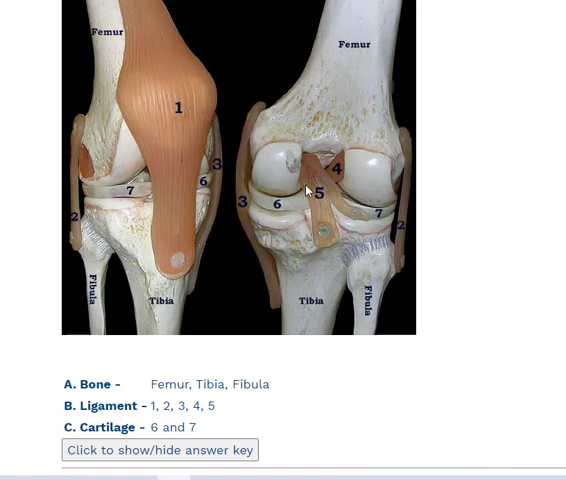 Femur
Femur
1
4
3
5
6
7
3
6
7
2
2
Fibula
Tibia
Tibia
Fibula
A. Bone - Femur, Tibia, Fibula
B. Ligament - 1, 2, 3, 4, 5
C. Cartilage - 6 and 7
Click to show/hide answer key